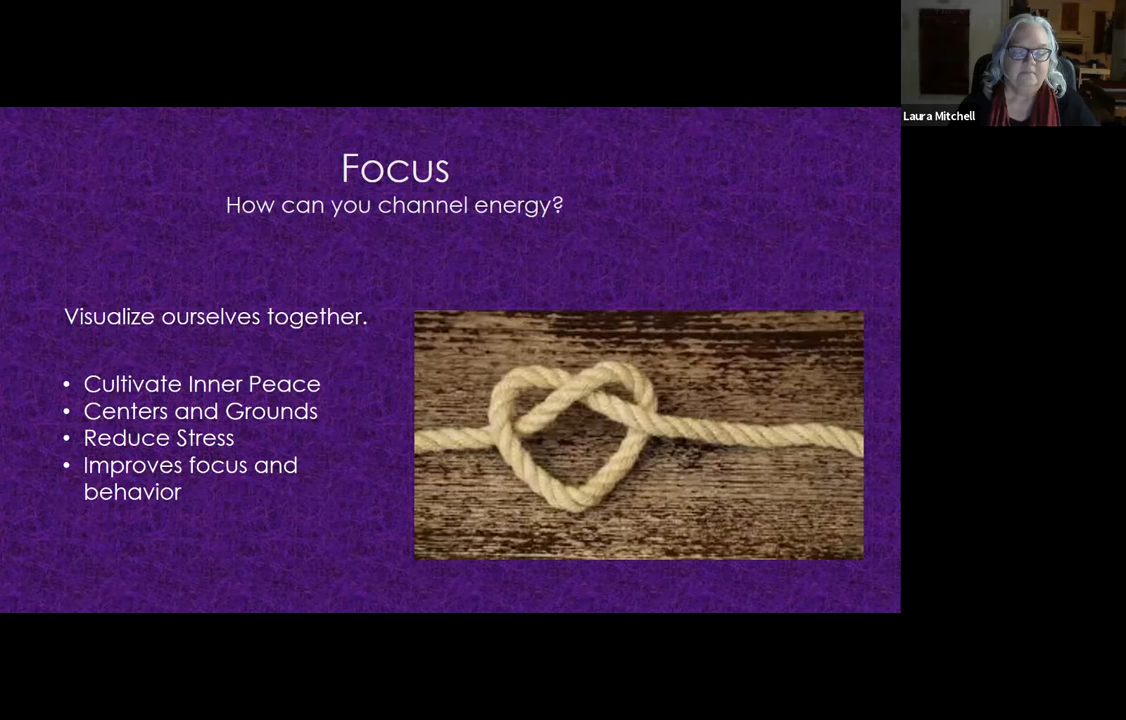 Focus
How can you channel energy?
Visualize ourselves together.
• Cultivate Inner Peace
• Centers and Grounds
• Reduce Stress
• Improves focus and
behavior
Laura Mitchell